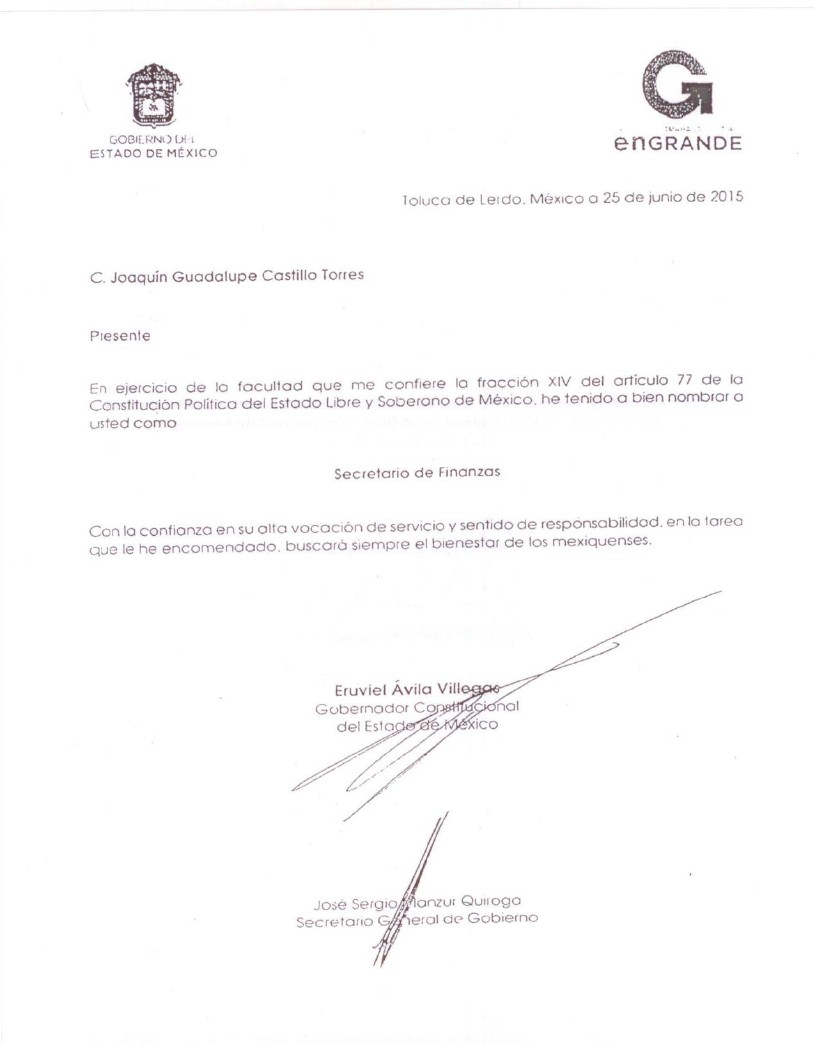 GOBIERNO DEL
ESTADO DE MÉXICO
enGRANDE
Toluca de Lerdo, México a 25 de junio de 2015
C. Joaquín Guadalupe Castillo Torres
Presente
En ejercicio de la facultad que me confiere la fracción XIV del artículo 77 de la
Constitución Política del Estado Libre y Soberano de México, he tenido a bien nombrar a
usted como
Secretario de Finanzas
Con la confianza en su alta vocación de servicio y sentido de responsabilidad, en la tarea
que le he encomendado, buscará siempre el bienestar de los mexiquenses.
Eruviel Ávila Villegas
Gobernador Constitucional
del Estado de México
José Sergio Manzur Quiroga
Secretario General de Gobierno